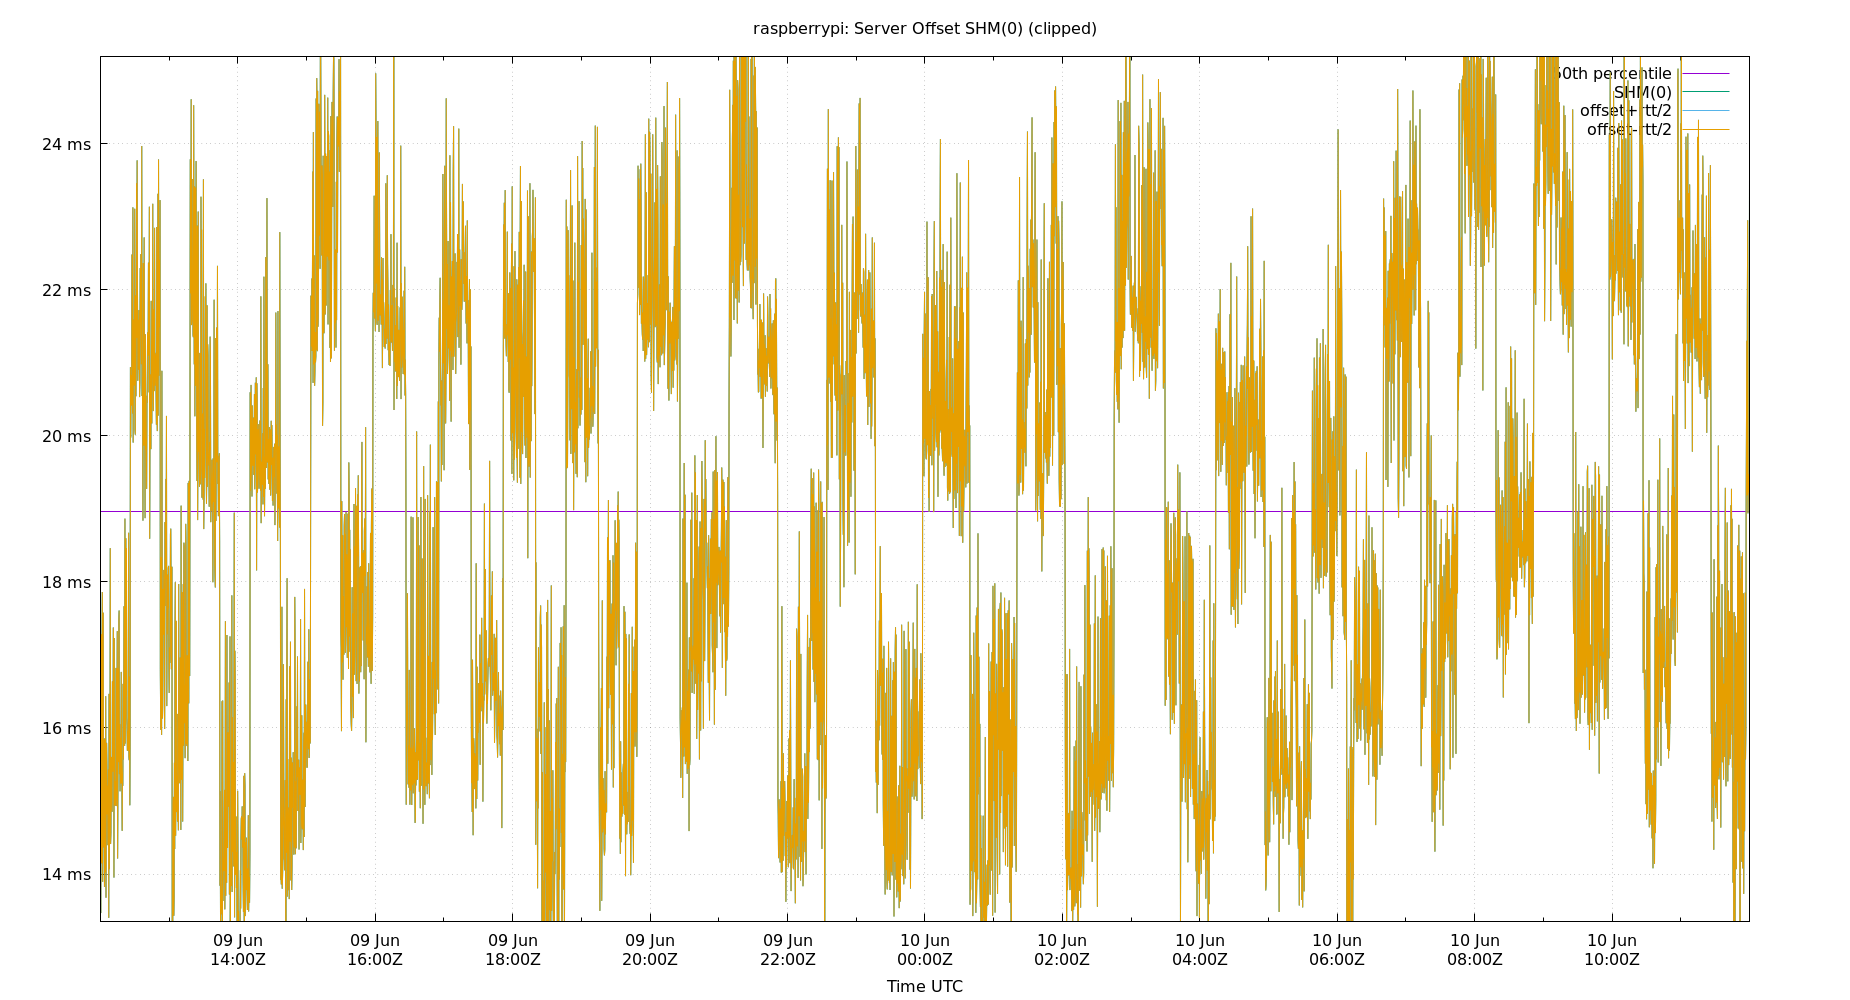 raspberrypi: Server Offset SHM(0) (clipped)
50th percentile
SHM(0)
offset+rtt/2
offset-rtt/2
24 ms
22 ms
20 ms
18 ms
16 ms
14 ms
09 Jun 09 Jun 09 Jun 09 Jun 09 Jun 10 Jun 10 Jun 10 Jun 10 Jun 10 Jun 10 Jun
14:00Z 16:00Z 18:00Z 20:00Z 22:00Z 00:00Z 02:00Z 04:00Z 06:00Z 08:00Z 10:00Z
Time UTC